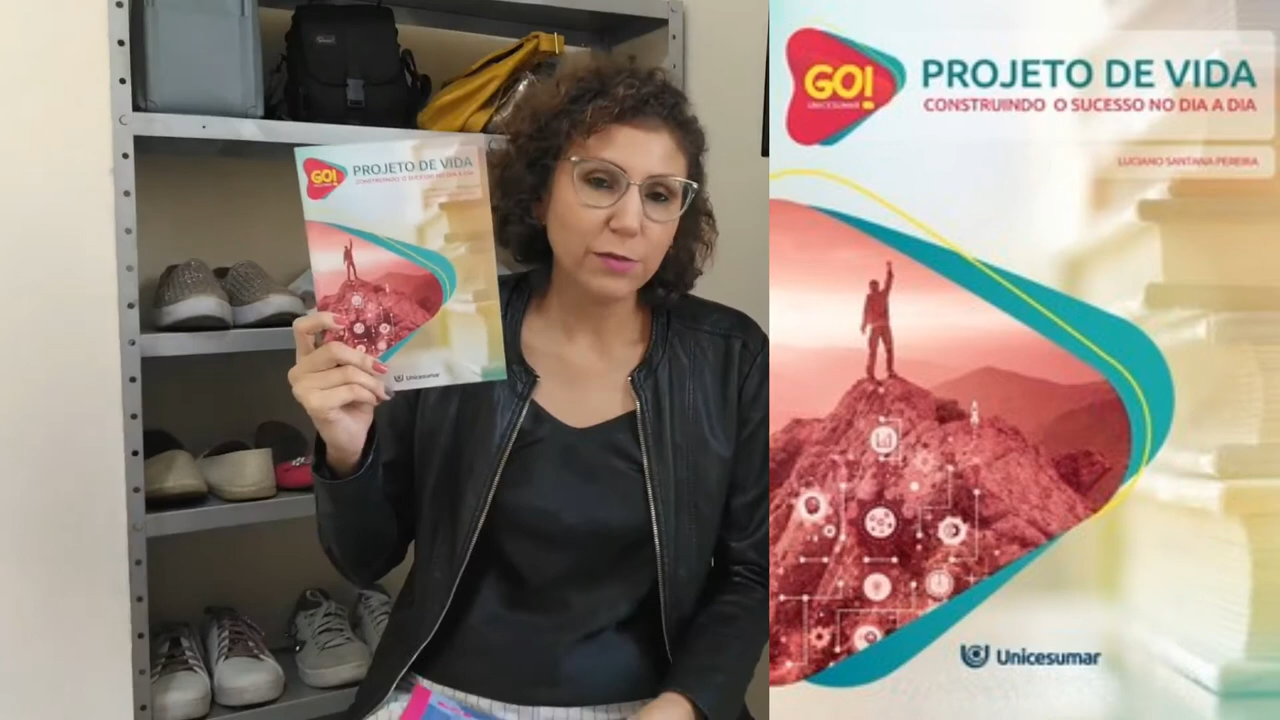 GO!
UNICESUMAR
PROJETO DE VIDA
CONSTRUINDO O SUCESSO NO DIA A DIA
Unicesumar
GO!
UNICESUMAR
PROJETO DE VIDA
CONSTRUINDO O SUCESSO NO DIA A DIA
LUCIANO SANTANA PEREIRA
Unicesumar